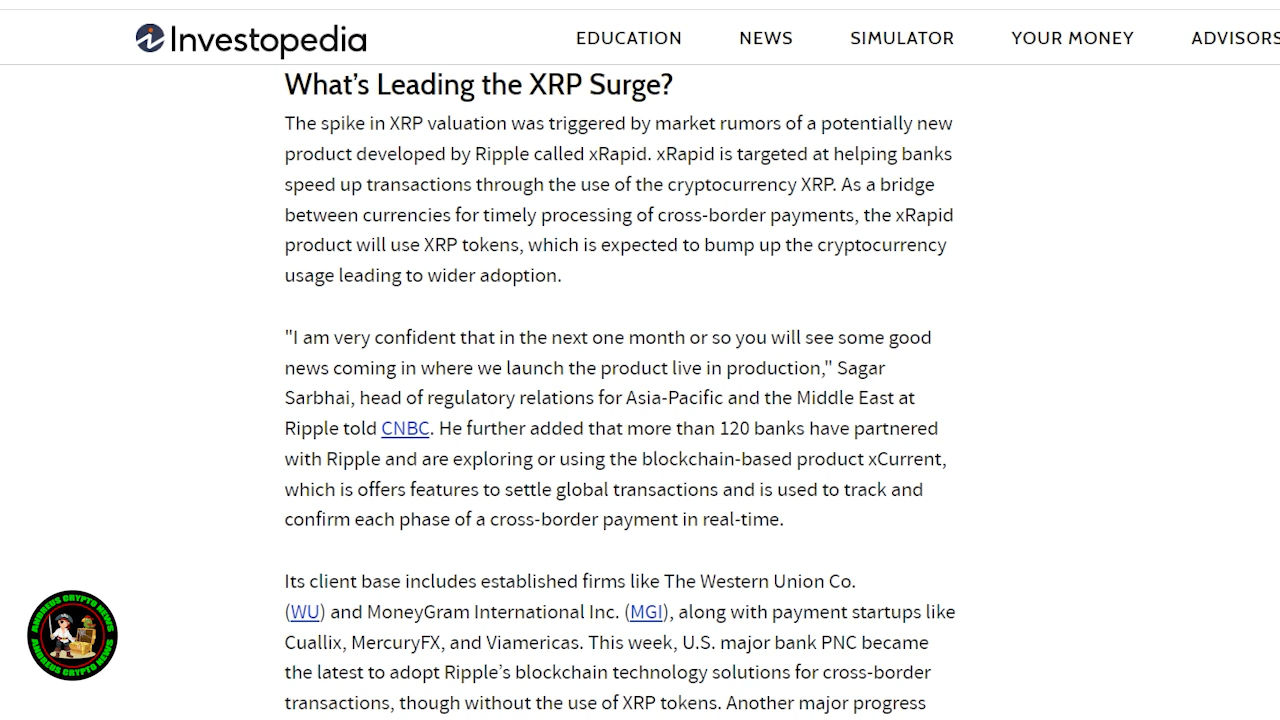 Investopedia
EDUCATION NEWS SIMULATOR YOUR MONEY ADVISORS
What’s Leading the XRP Surge?
The spike in XRP valuation was triggered by market rumors of a potentially new
product developed by Ripple called xRapid. xRapid is targeted at helping banks
speed up transactions through the use of the cryptocurrency XRP. As a bridge
between currencies for timely processing of cross-border payments, the xRapid
product will use XRP tokens, which is expected to bump up the cryptocurrency
usage leading to wider adoption.
"I am very confident that in the next one month or so you will see some good
news coming in where we launch the product live in production," Sagar
Sarbhai, head of regulatory relations for Asia-Pacific and the Middle East at
Ripple told CNBC. He further added that more than 120 banks have partnered
with Ripple and are exploring or using the blockchain-based product xCurrent,
which is offers features to settle global transactions and is used to track and
confirm each phase of a cross-border payment in real-time.
Its client base includes established firms like The Western Union Co.
(WU) and MoneyGram International Inc. (MGI), along with payment startups like
Cuallix, MercuryFX, and Viamericas. This week, U.S. major bank PNC became
the latest to adopt Ripple’s blockchain technology solutions for cross-border
transactions, though without the use of XRP tokens. Another major progress
ANDREUS CRYPTO NEWS
ANDREUS CRYPTO NEWS